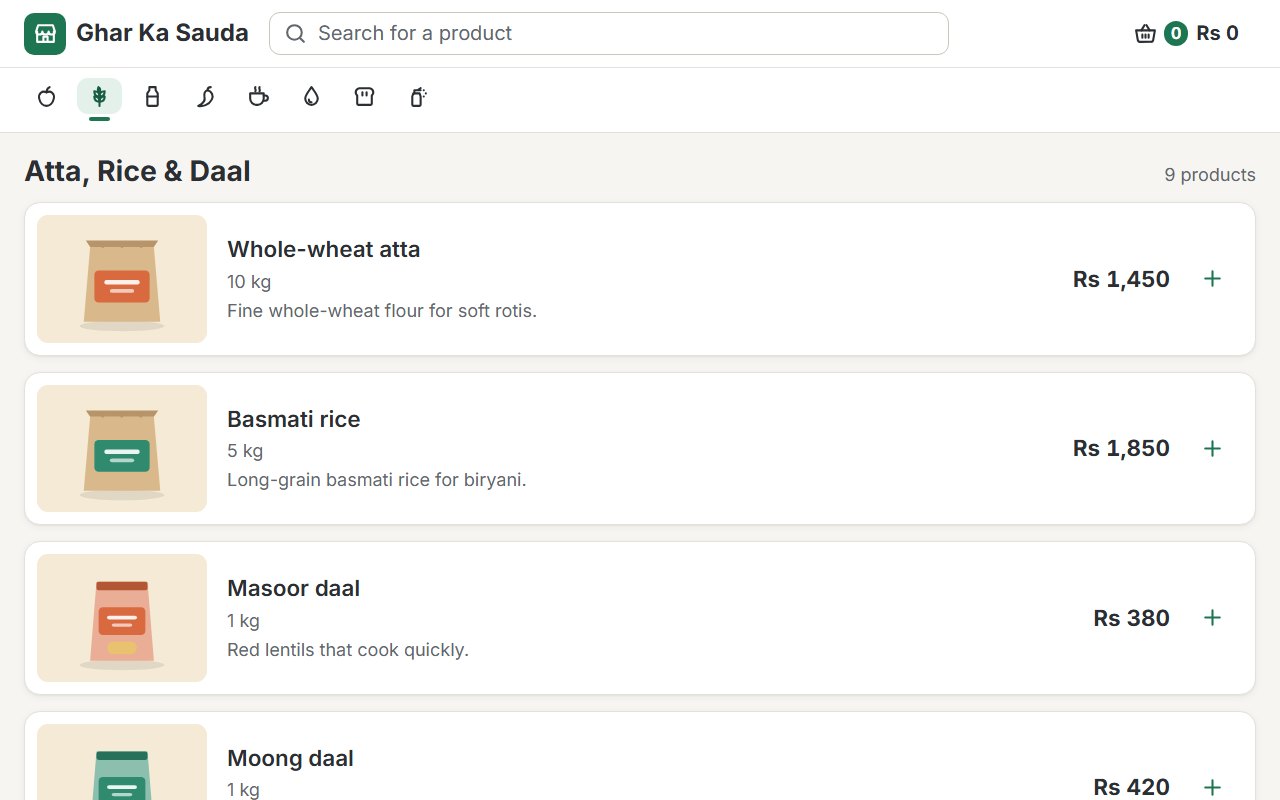 Ghar Ka Sauda
Search for a product
0 Rs 0
Atta, Rice & Daal
9 products
Whole-wheat atta
10 kg
Fine whole-wheat flour for soft rotis.
Rs 1,450
Basmati rice
5 kg
Long-grain basmati rice for biryani.
Rs 1,850
Masoor daal
1 kg
Red lentils that cook quickly.
Rs 380
Moong daal
1 kg
Rs 420